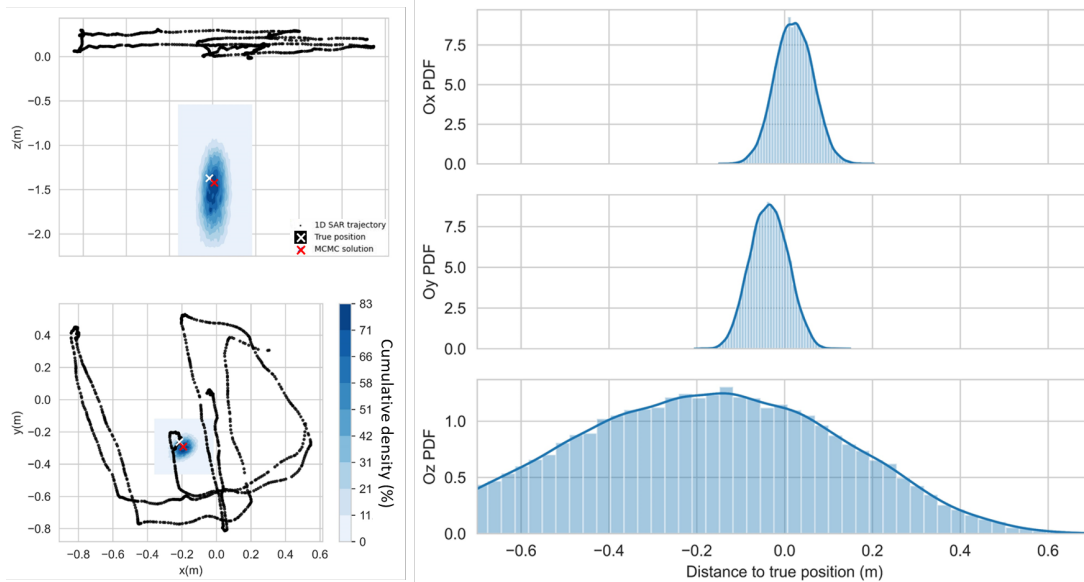 0.0
−0.5
−1.0
−1.5
−2.0
z(m)
1D SAR trajectory
True position
MCMC solution
0.4
0.2
0.0
−0.2
−0.4
−0.6
−0.8
y(m)
−0.8 −0.6 −0.4 −0.2 0.0 0.2 0.4 0.6
x(m)
83
71
66
58
51
42
31
21
11
0
Cumulative density (%)
7.5
5.0
2.5
0.0
Ox PDF
7.5
5.0
2.5
0.0
Oy PDF
1.0
0.5
0.0
Oz PDF
−0.6 −0.4 −0.2 0.0 0.2 0.4 0.6
Distance to true position (m)